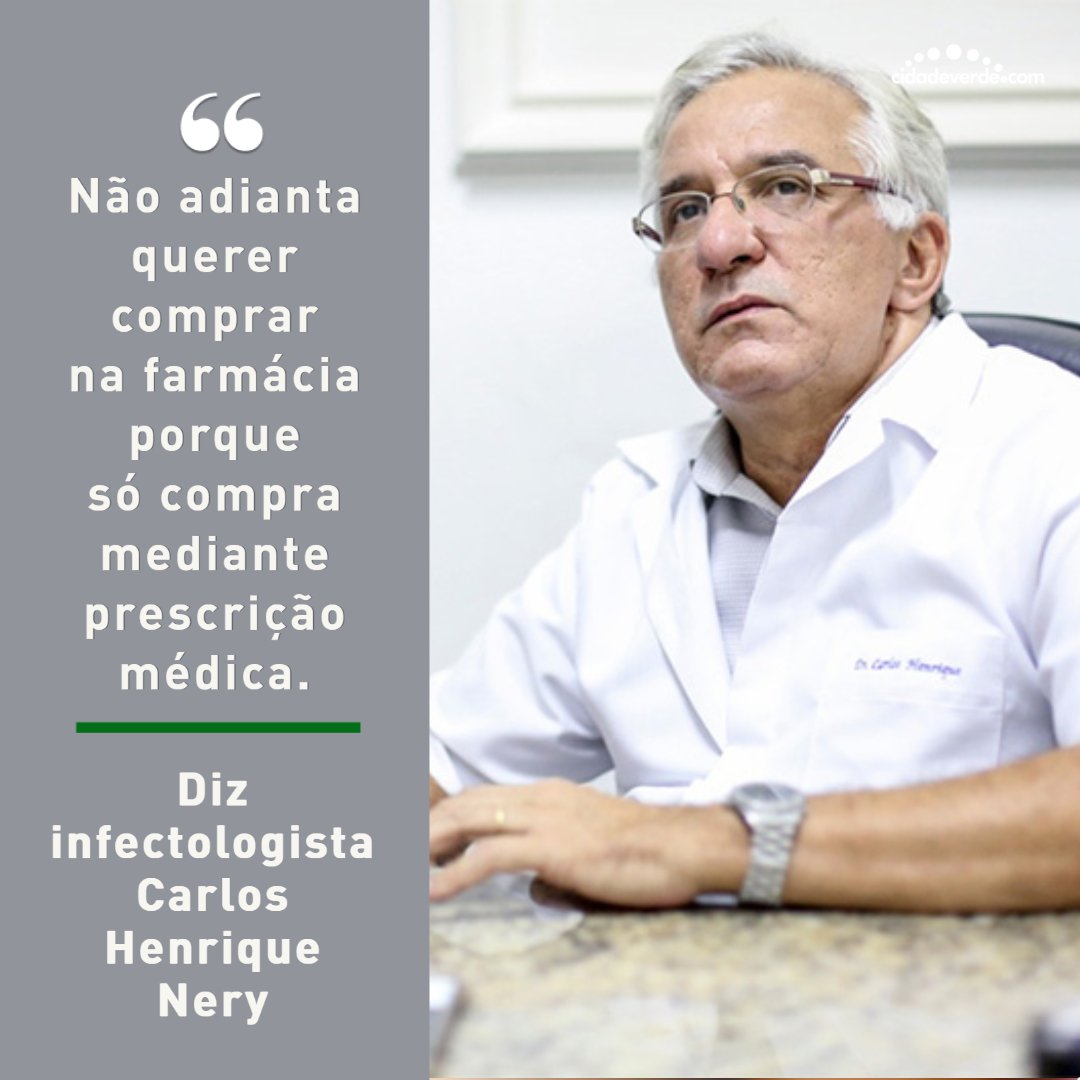 Não adianta
querer
comprar
na farmácia
porque
só compra
mediante
prescrição
médica.
Diz
infectologista
Carlos
Henrique
Nery
cidadeverde.com
Dr. Carlos Henrique